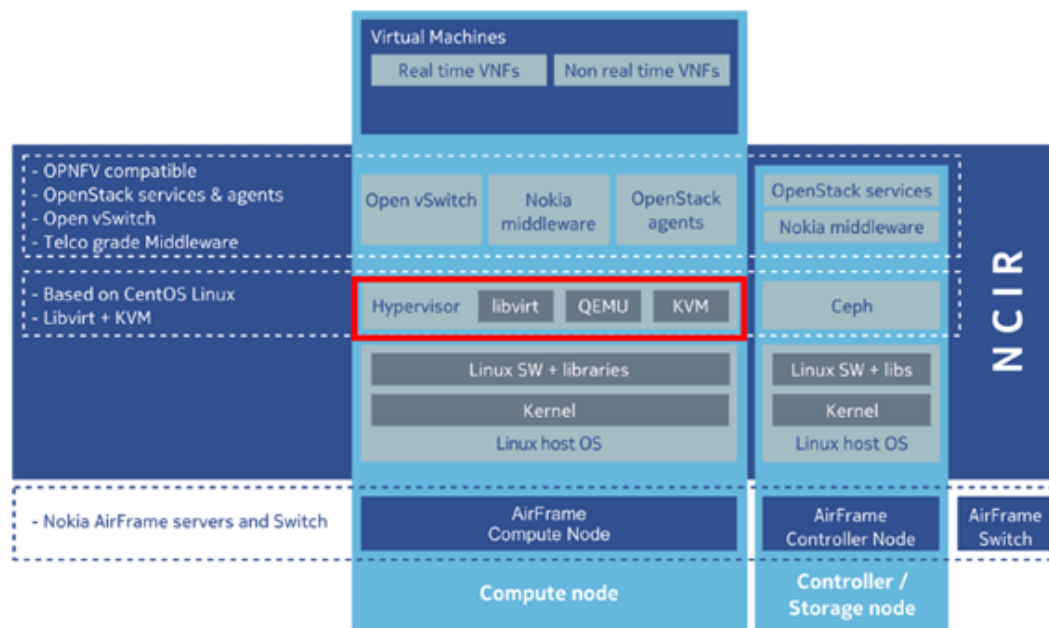 Virtual Machines
Real time VNFs
Non real time VNFs
- OPNFV compatible
- OpenStack services & agents
- Open vSwitch
- Telco grade Middleware
Open vSwitch
Nokia
middleware
OpenStack
agents
OpenStack services
Nokia middleware
- Based on CentOS Linux
- Libvirt + KVM
Hypervisor
libvirt
QEMU
KVM
Ceph
NCIR
Linux SW + libraries
Kernel
Linux host OS
Linux SW + libs
Kernel
Linux host OS
- Nokia AirFrame servers and Switch
AirFrame
Compute Node
AirFrame
Controller Node
AirFrame
Switch
Compute node
Controller /
Storage node